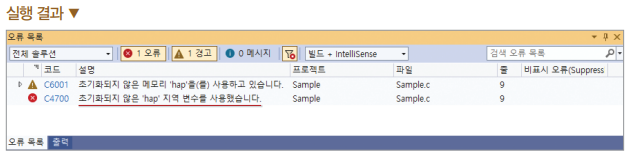 실행 결과 ▼
오류 목록
전체 솔루션 1 오류 1 경고 0 메시지 빌드 + IntelliSense 검색 오류 목록
코드 설명 프로젝트 파일 줄 비표시 오류(Suppress
C6001 초기화되지 않은 메모리 'hap'을(를) 사용하고 있습니다. Sample Sample.c 9
C4700 초기화되지 않은 'hap' 지역 변수를 사용했습니다. Sample Sample.c 9
오류 목록 출력